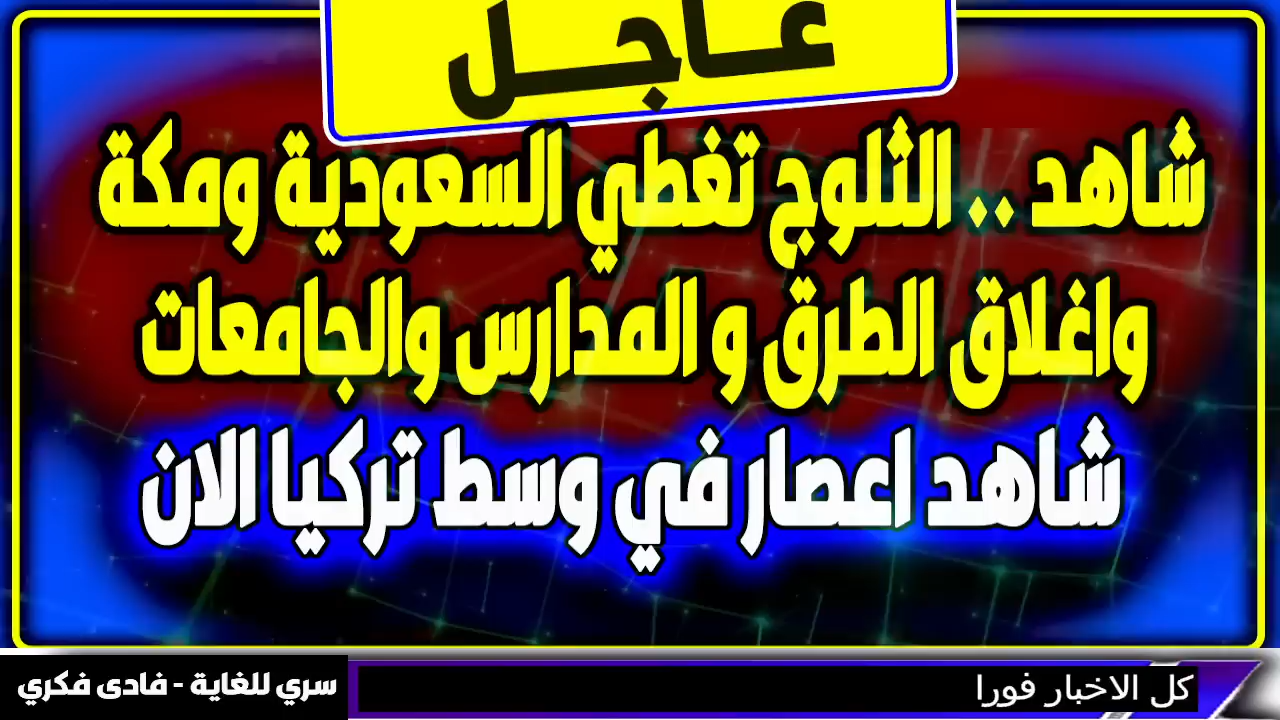 عاجل
شاهد .. الثلوج تغطي السعودية ومكة
واغلاق الطرق و المدارس والجامعات
شاهد اعصار في وسط تركيا الان
كل الاخبار فورا
سري للغاية - فادى فكري